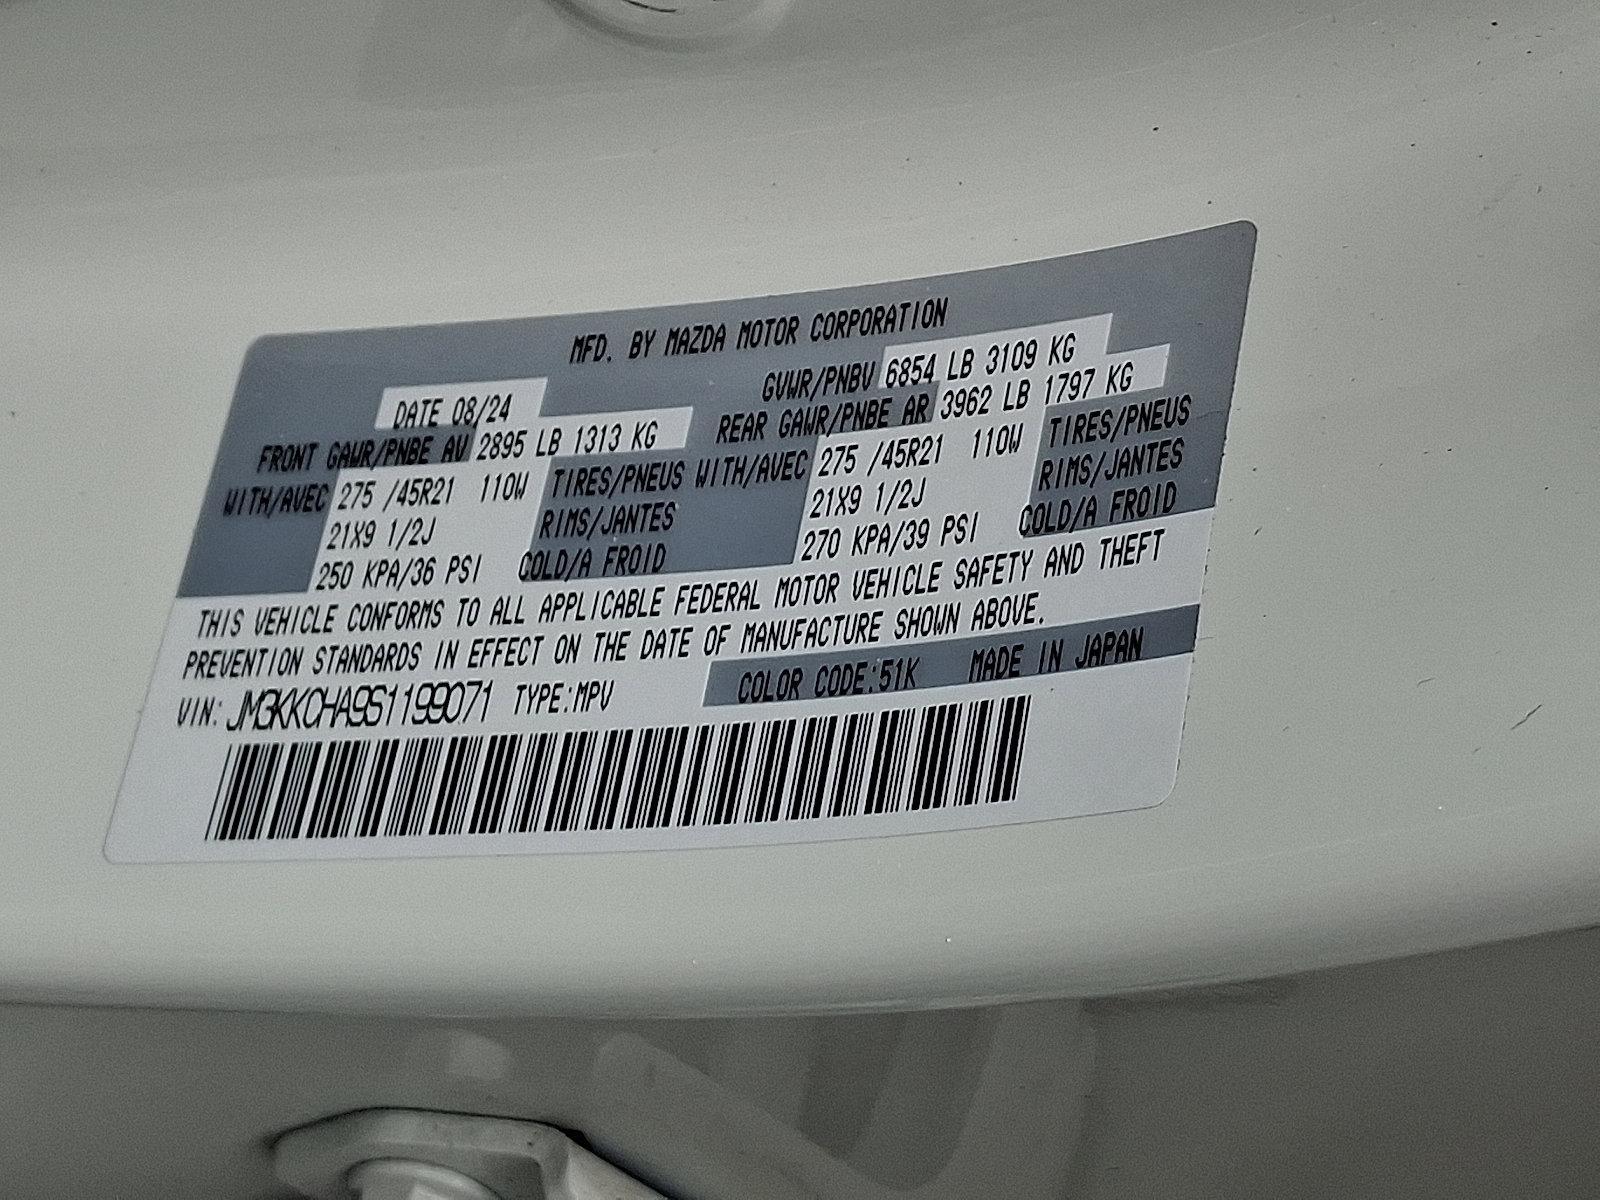 MFD. BY MAZDA MOTOR CORPORATION
DATE 08/24 GVWR/PNBV 6854 LB 3109 KG
FRONT GAWR/PNBE AV 2895 LB 1313 KG REAR GAWR/PNBE AR 3962 LB 1797 KG
WITH/AVEC 275 /45R21 110W TIRES/PNEUS WITH/AVEC 275 /45R21 110W TIRES/PNEUS
21X9 1/2J RIMS/JANTES 21X9 1/2J RIMS/JANTES
250 KPA/36 PSI COLD/A FROID 270 KPA/39 PSI COLD/A FROID
THIS VEHICLE CONFORMS TO ALL APPLICABLE FEDERAL MOTOR VEHICLE SAFETY AND THEFT
PREVENTION STANDARDS IN EFFECT ON THE DATE OF MANUFACTURE SHOWN ABOVE.
VIN: JM3KKCHA9S1199071 TYPE:MPV COLOR CODE:51K MADE IN JAPAN